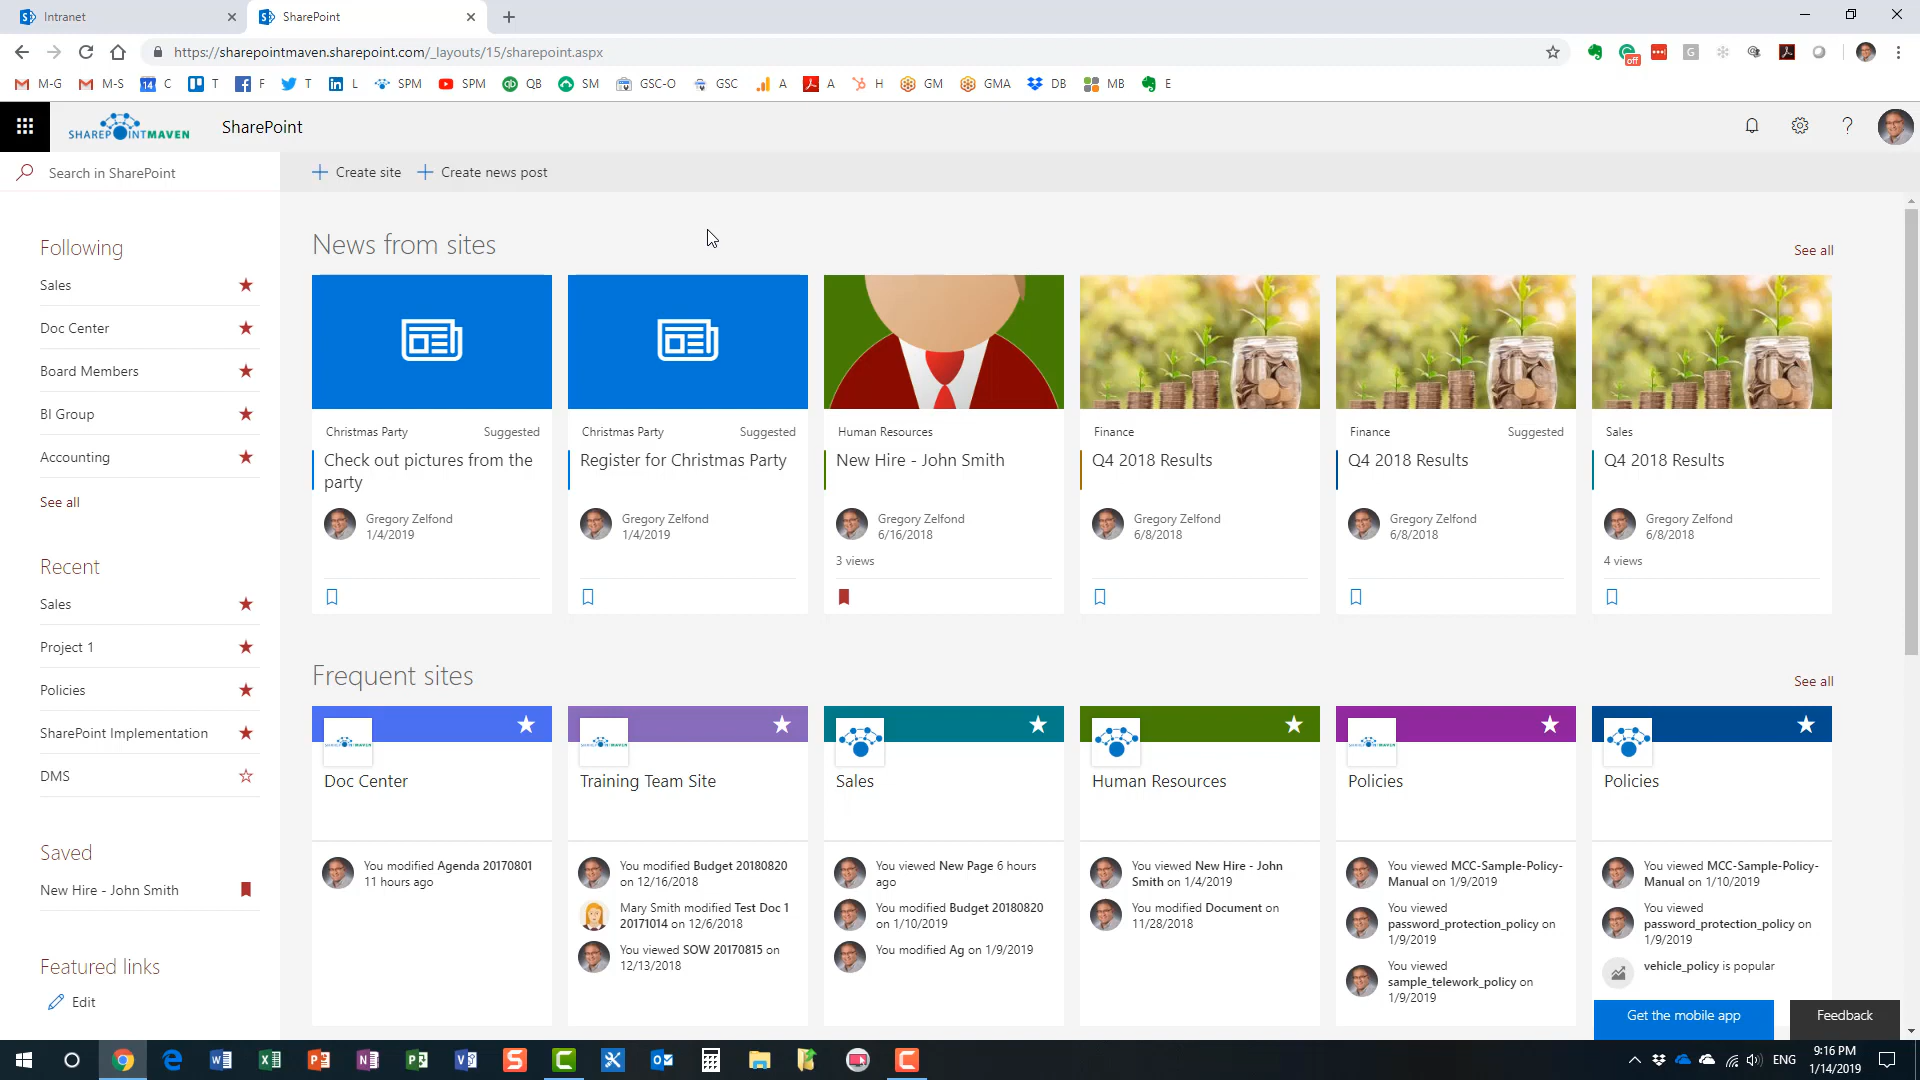 Intranet
SharePoint
https://sharepointmaven.sharepoint.com/_layouts/15/sharepoint.aspx
off
G
M-G M-S 14 C T F T L SPM SPM QB SM GSC-O GSC A A H GM GMA DB MB E
SHAREPOINTMAVEN
SharePoint
Search in SharePoint
Create site
Create news post
Following
Sales
Doc Center
Board Members
BI Group
Accounting
See all
Recent
Sales
Project 1
Policies
SharePoint Implementation
DMS
Saved
New Hire - John Smith
Featured links
Edit
News from sites
See all
Christmas Party Suggested
Check out pictures from the
party
Gregory Zelfond
1/4/2019
Christmas Party Suggested
Register for Christmas Party
Gregory Zelfond
1/4/2019
Human Resources
New Hire - John Smith
Gregory Zelfond
6/16/2018
3 views
Finance
Q4 2018 Results
Gregory Zelfond
6/8/2018
Finance Suggested
Q4 2018 Results
Gregory Zelfond
6/8/2018
Sales
Q4 2018 Results
Gregory Zelfond
6/8/2018
4 views
Frequent sites
See all
Doc Center
You modified Agenda 20170801
11 hours ago
Training Team Site
You modified Budget 20180820
on 12/16/2018
Mary Smith modified Test Doc 1
20171014 on 12/6/2018
You viewed SOW 20170815 on
12/13/2018
Sales
You viewed New Page 6 hours
ago
You modified Budget 20180820
on 1/10/2019
You modified Ag on 1/9/2019
Human Resources
You viewed New Hire - John
Smith on 1/4/2019
You modified Document on
11/28/2018
Policies
You viewed MCC-Sample-Policy-
Manual on 1/9/2019
You viewed
password_protection_policy on
1/9/2019
You viewed
sample_telework_policy on
1/9/2019
Policies
You viewed MCC-Sample-Policy-
Manual on 1/10/2019
You viewed
password_protection_policy on
1/9/2019
vehicle_policy is popular
Get the mobile app
Feedback
ENG
9:16 PM
1/14/2019